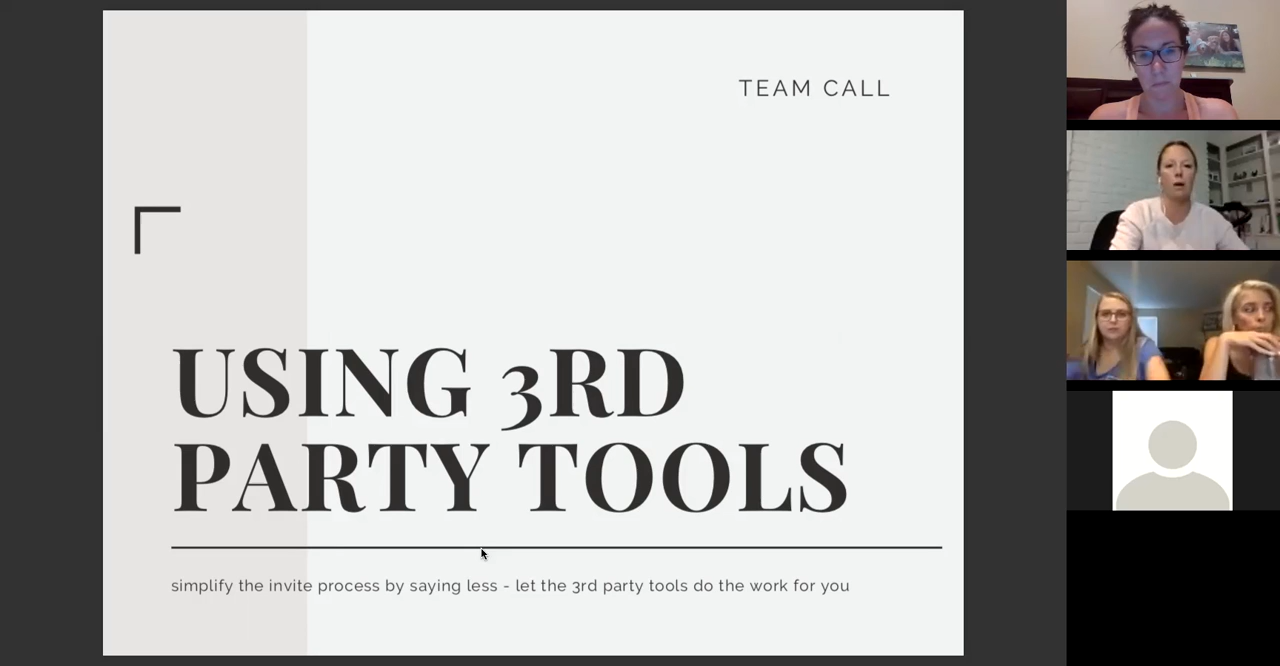 TEAM CALL
USING 3RD
PARTY TOOLS
simplify the invite process by saying less - let the 3rd party tools do the work for you